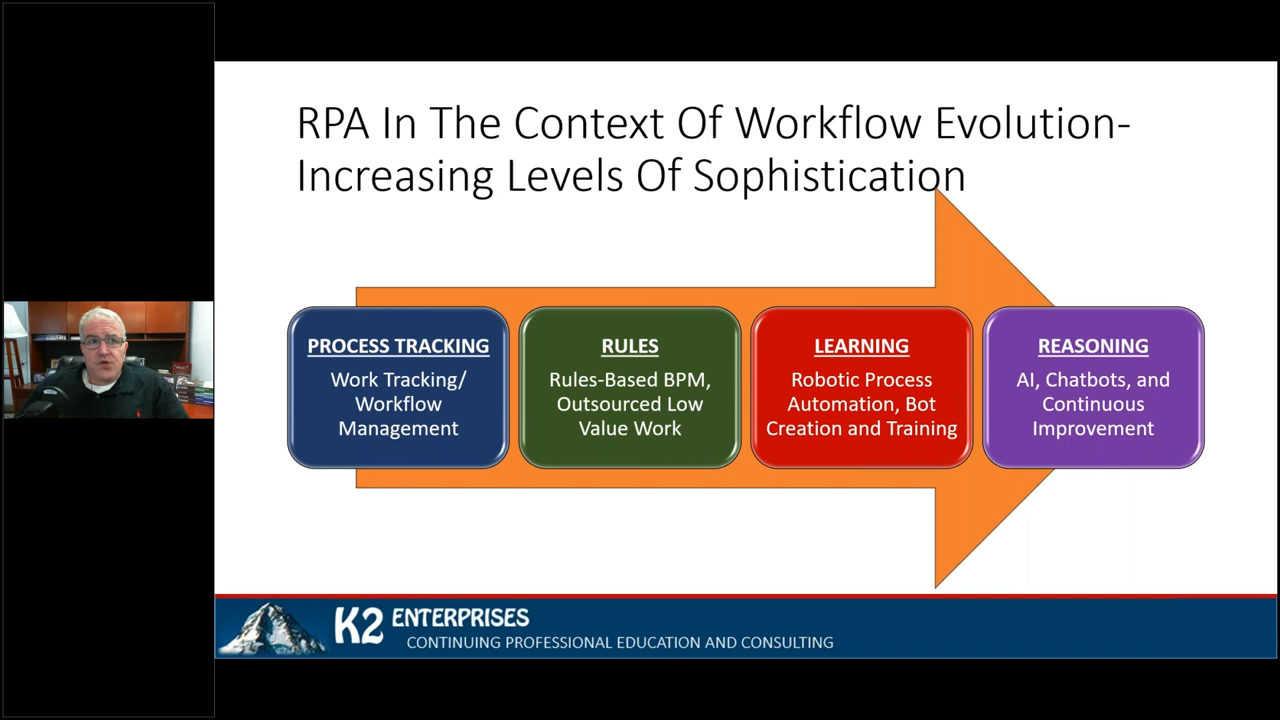 RPA In The Context Of Workflow Evolution-
Increasing Levels Of Sophistication
PROCESS TRACKING
Work Tracking/
Workflow
Management
RULES
Rules-Based BPM,
Outsourced Low
Value Work
LEARNING
Robotic Process
Automation, Bot
Creation and Training
REASONING
AI, Chatbots, and
Continuous
Improvement
K2 ENTERPRISES
CONTINUING PROFESSIONAL EDUCATION AND CONSULTING